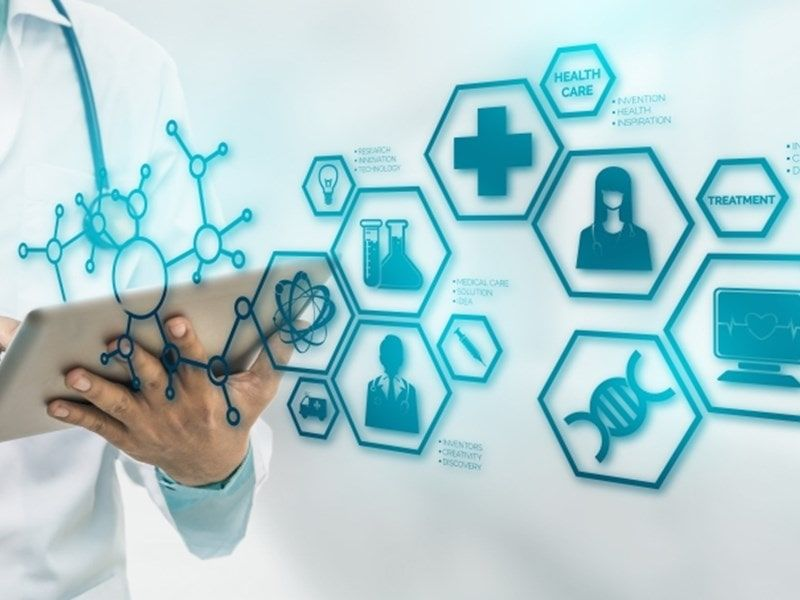 HEALTH
CARE
▪ INVENTION
▪ HEALTH
▪ INSPIRATION
▪ RESEARCH
▪ INNOVATION
▪ TECHNOLOGY
TREATMENT
▪ MEDICAL CARE
▪ SOLUTION
▪ IDEA
▪ INVENTORS
▪ CREATIVITY
▪ DISCOVERY